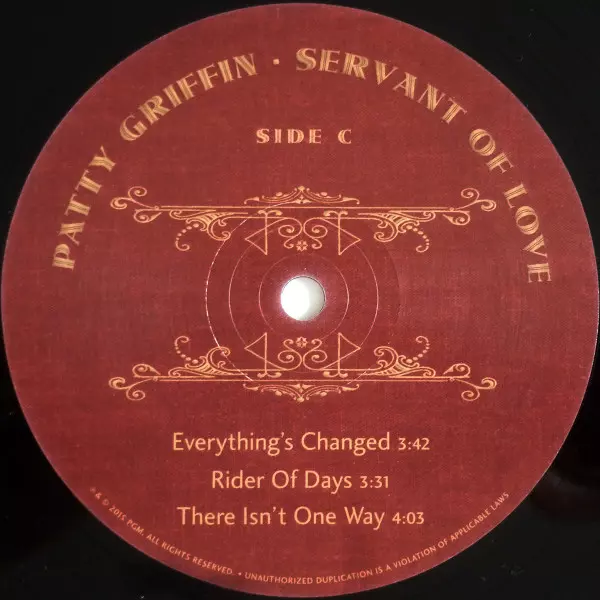 PATTY GRIFFIN · SERVANT OF LOVE
SIDE C
Everything's Changed 3:42
Rider Of Days 3:31
There Isn't One Way 4:03
℗ & © 2015 PGM. ALL RIGHTS RESERVED. • UNAUTHORIZED DUPLICATION IS A VIOLATION OF APPLICABLE LAWS